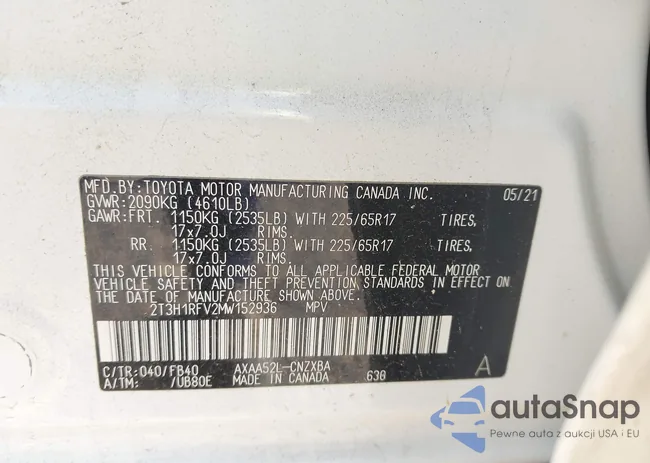 MFD.BY:TOYOTA MOTOR MANUFACTURING CANADA INC. 05/21
GVWR:2090KG (4610LB)
GAWR:FRT. 1150KG (2535LB) WITH 225/65R17 TIRES,
17x7.0J RIMS.
RR. 1150KG (2535LB) WITH 225/65R17 TIRES,
17x7.0J RIMS.
THIS VEHICLE CONFORMS TO ALL APPLICABLE FEDERAL MOTOR
VEHICLE SAFETY AND THEFT PREVENTION STANDARDS IN EFFECT ON
THE DATE OF MANUFACTURE SHOWN ABOVE.
2T3H1RFV2MW152936 MPV
C/TR:040/FB40 AXAA52L-CNZXBA A
A/TM: /UB80E MADE IN CANADA .636
autaSnap
Pewne auta z aukcji USA i EU